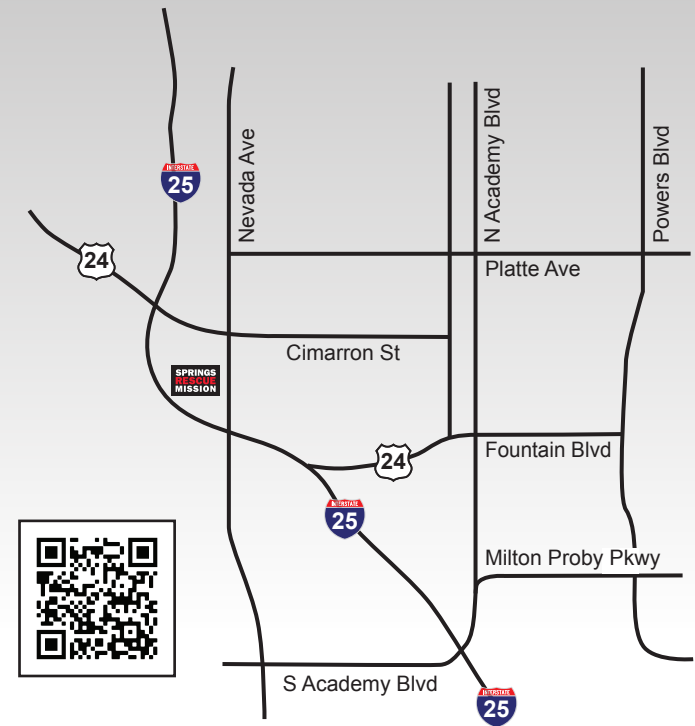 INTERSTATE
25
Nevada Ave
N Academy Blvd
Powers Blvd
24
Platte Ave
Cimarron St
SPRINGS
RESCUE
MISSION
24
Fountain Blvd
INTERSTATE
25
Milton Proby Pkwy
S Academy Blvd
INTERSTATE
25